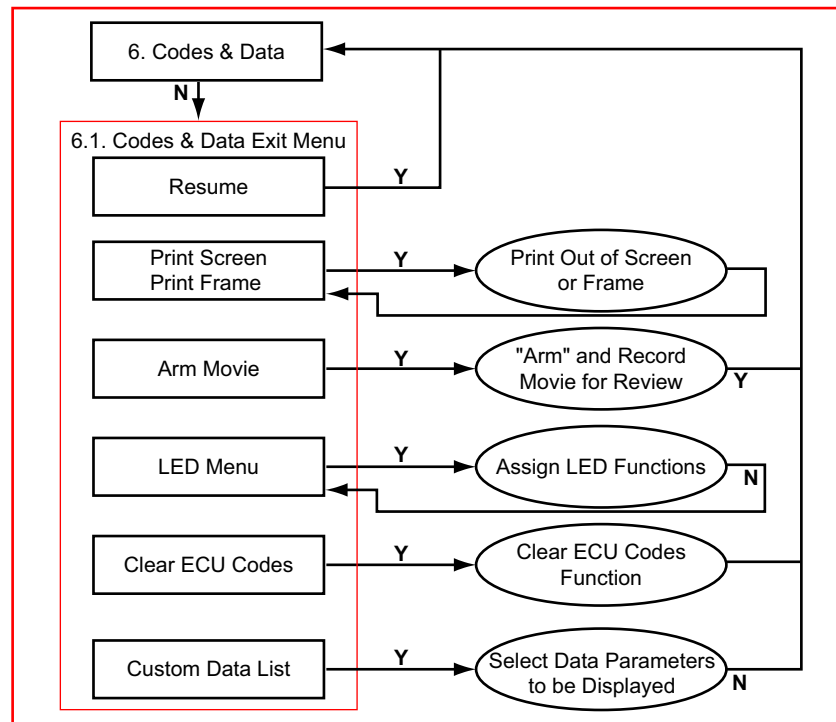 6. Codes & Data
N
6.1. Codes & Data Exit Menu
Resume
Y
Print Screen
Print Frame
Y
Print Out of Screen
or Frame
Arm Movie
Y
"Arm" and Record
Movie for Review
Y
LED Menu
Y
Assign LED Functions
N
Clear ECU Codes
Y
Clear ECU Codes
Function
Custom Data List
Y
Select Data Parameters
to be Displayed
N